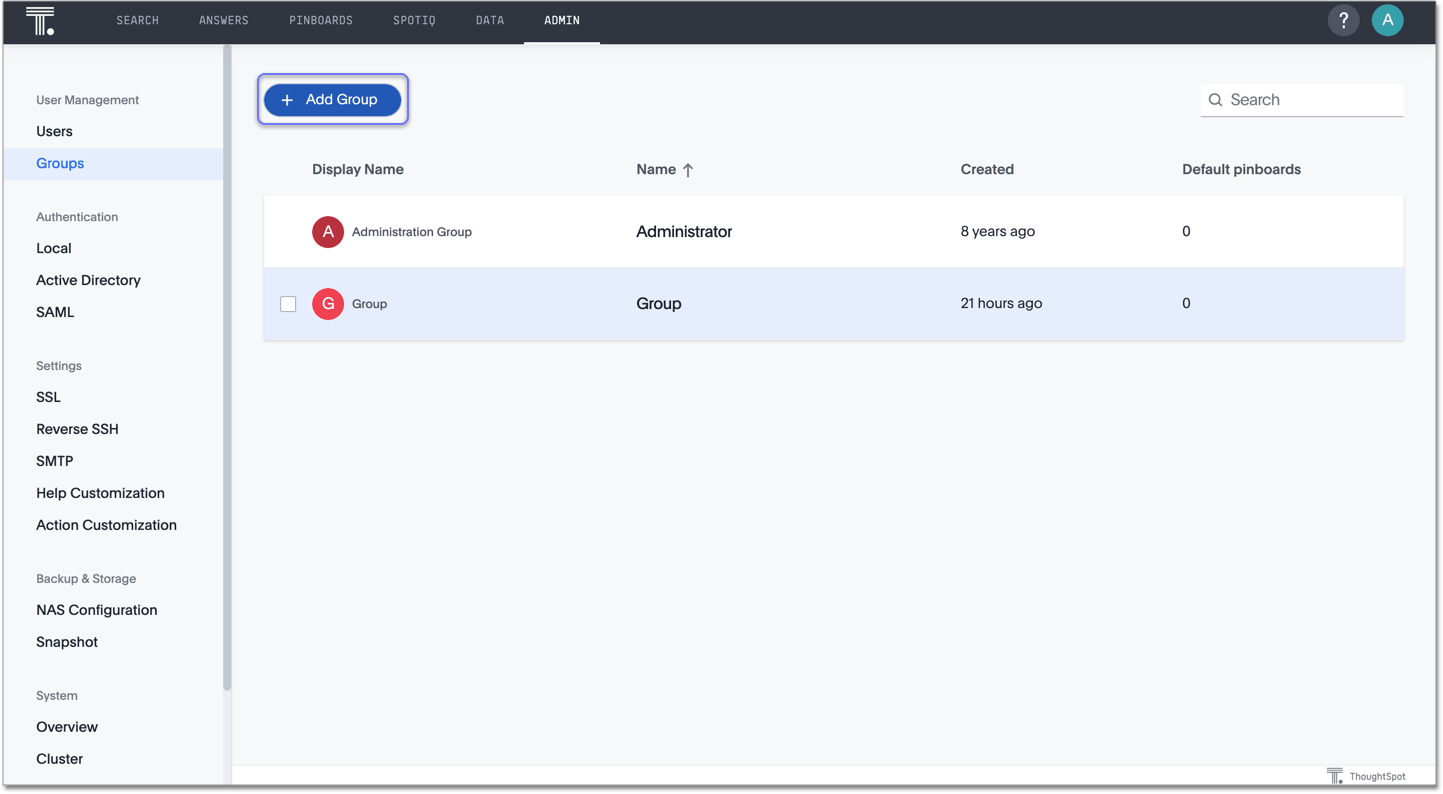 SEARCH ANSWERS PINBOARDS SPOTIQ DATA ADMIN ? A
User Management
Users
Groups
Authentication
Local
Active Directory
SAML
Settings
SSL
Reverse SSH
SMTP
Help Customization
Action Customization
Backup & Storage
NAS Configuration
Snapshot
System
Overview
Cluster
+ Add Group
Search
Display Name Name ↑ Created Default pinboards
A Administration Group Administrator 8 years ago 0
G Group Group 21 hours ago 0
ThoughtSpot